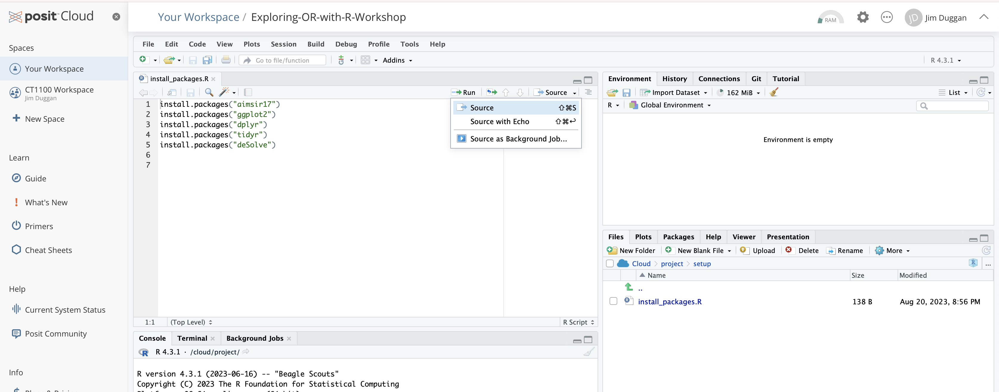 posit Cloud
Your Workspace / Exploring-OR-with-R-Workshop
RAM
JD
Jim Duggan
Spaces
Your Workspace
CT1100 Workspace
Jim Duggan
New Space
Learn
Guide
What's New
Primers
Cheat Sheets
Help
Current System Status
Posit Community
Info
File Edit Code View Plots Session Build Debug Profile Tools Help
Go to file/function
Addins
R 4.3.1
install_packages.R
Run
Source
1 install.packages("aimsir17")
2 install.packages("ggplot2")
3 install.packages("dplyr")
4 install.packages("tidyr")
5 install.packages("deSolve")
6
7
Source ⇧⌘S
Source with Echo ⇧⌘↩
Source as Background Job...
1:1 (Top Level) R Script
Console Terminal Background Jobs
R 4.3.1 · /cloud/project/
R version 4.3.1 (2023-06-16) -- "Beagle Scouts"
Copyright (C) 2023 The R Foundation for Statistical Computing
Environment History Connections Git Tutorial
Import Dataset 162 MiB List
R Global Environment
Environment is empty
Files Plots Packages Help Viewer Presentation
New Folder New Blank File Upload Delete Rename More
Cloud project setup ...
Name Size Modified
..
install_packages.R 138 B Aug 20, 2023, 8:56 PM